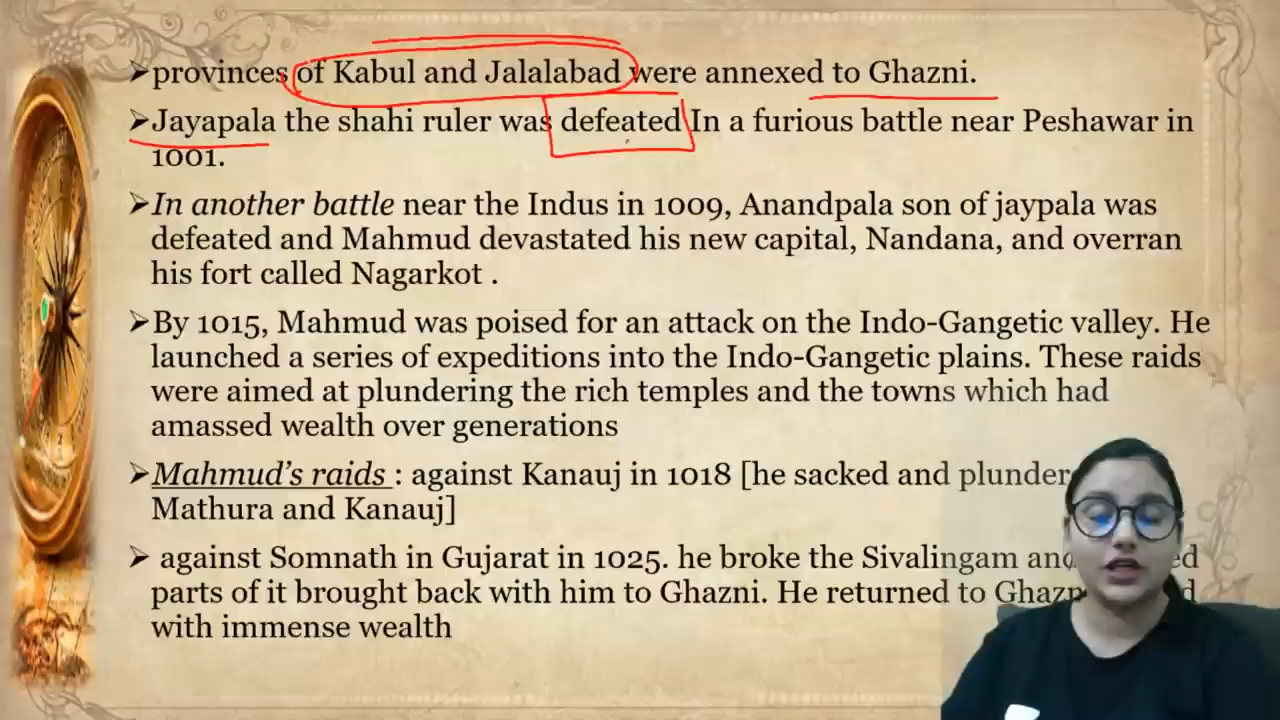 ➢provinces of Kabul and Jalalabad were annexed to Ghazni.
➢Jayapala the shahi ruler was defeated In a furious battle near Peshawar in
1001.
➢In another battle near the Indus in 1009, Anandpala son of jaypala was
defeated and Mahmud devastated his new capital, Nandana, and overran
his fort called Nagarkot .
➢By 1015, Mahmud was poised for an attack on the Indo-Gangetic valley. He
launched a series of expeditions into the Indo-Gangetic plains. These raids
were aimed at plundering the rich temples and the towns which had
amassed wealth over generations
➢Mahmud's raids : against Kanauj in 1018 [he sacked and
Mathura and Kanauj]
➢ against Somnath in Gujarat in 1025. he broke the Sivalingam
parts of it brought back with him to Ghazni. He returned to
with immense wealth